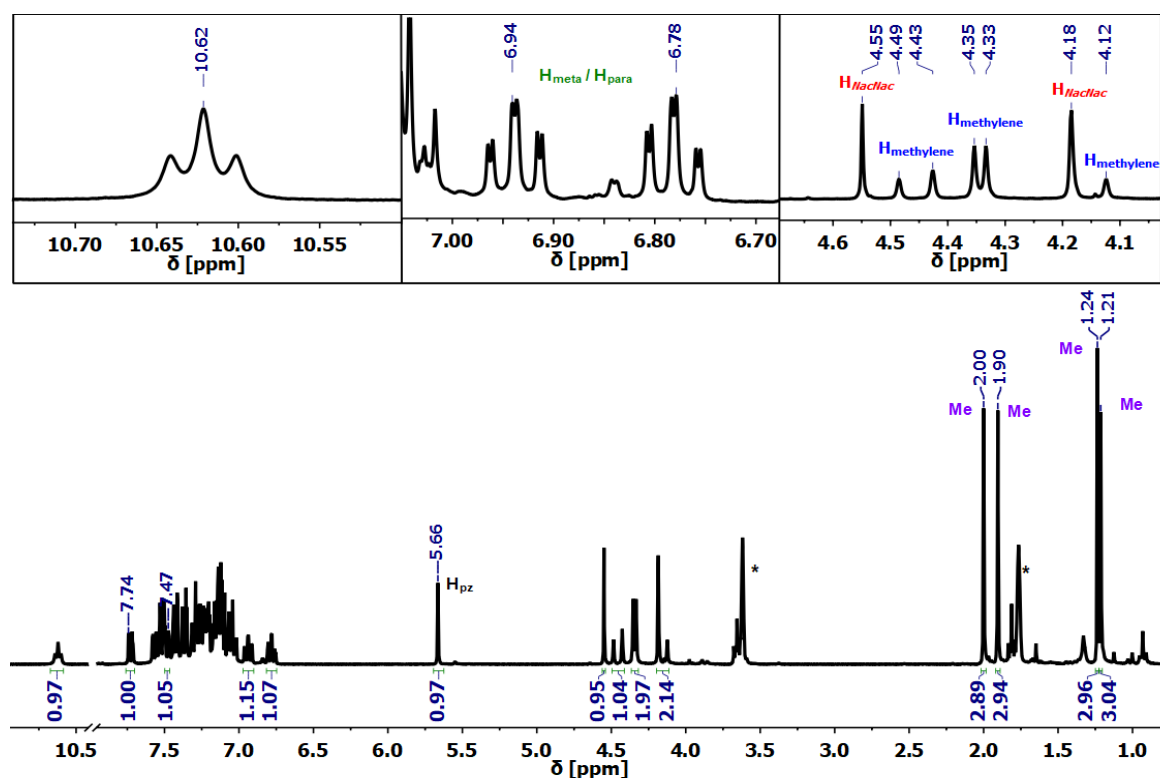 10.62
10.70 10.65 10.60 10.55
δ [ppm]
6.94 6.78
Hmeta / Hpara
7.00 6.90 6.80 6.70
δ [ppm]
4.55 4.49 4.43 4.35 4.33 4.18 4.12
HNacNac HNacNac
Hmethylene
Hmethylene Hmethylene
4.6 4.5 4.4 4.3 4.2 4.1
δ [ppm]
1.24 1.21
Me
2.00 1.90
Me Me Me
7.74 7.47 5.66
Hpz
* *
0.97 1.00 1.05 1.15 1.07 0.97 0.95 1.04 1.97 2.14 2.89 2.94 2.96 3.04
10.5 7.5 7.0 6.5 6.0 5.5 5.0 4.5 4.0 3.5 3.0 2.5 2.0 1.5 1.0
δ [ppm]